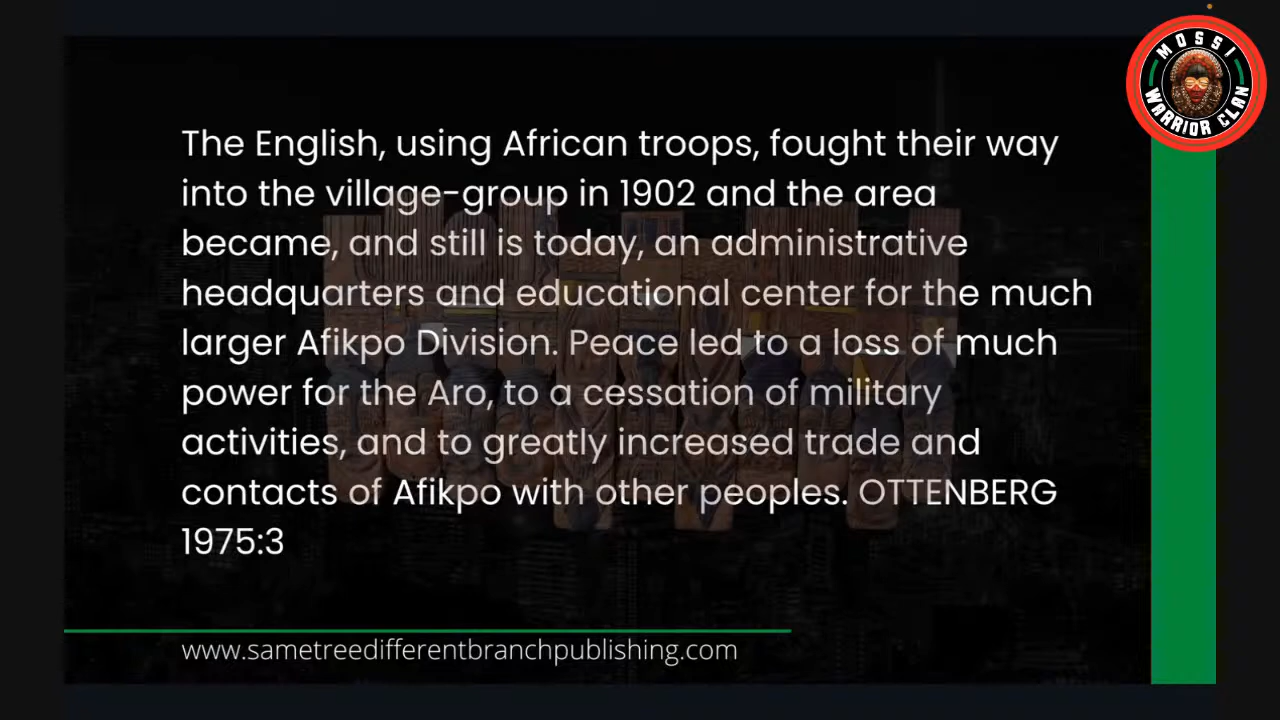 MOSSI
WARRIOR CLAN
The English, using African troops, fought their way
into the village-group in 1902 and the area
became, and still is today, an administrative
headquarters and educational center for the much
larger Afikpo Division. Peace led to a loss of much
power for the Aro, to a cessation of military
activities, and to greatly increased trade and
contacts of Afikpo with other peoples. OTTENBERG
1975:3
www.sametreedifferentbranchpublishing.com